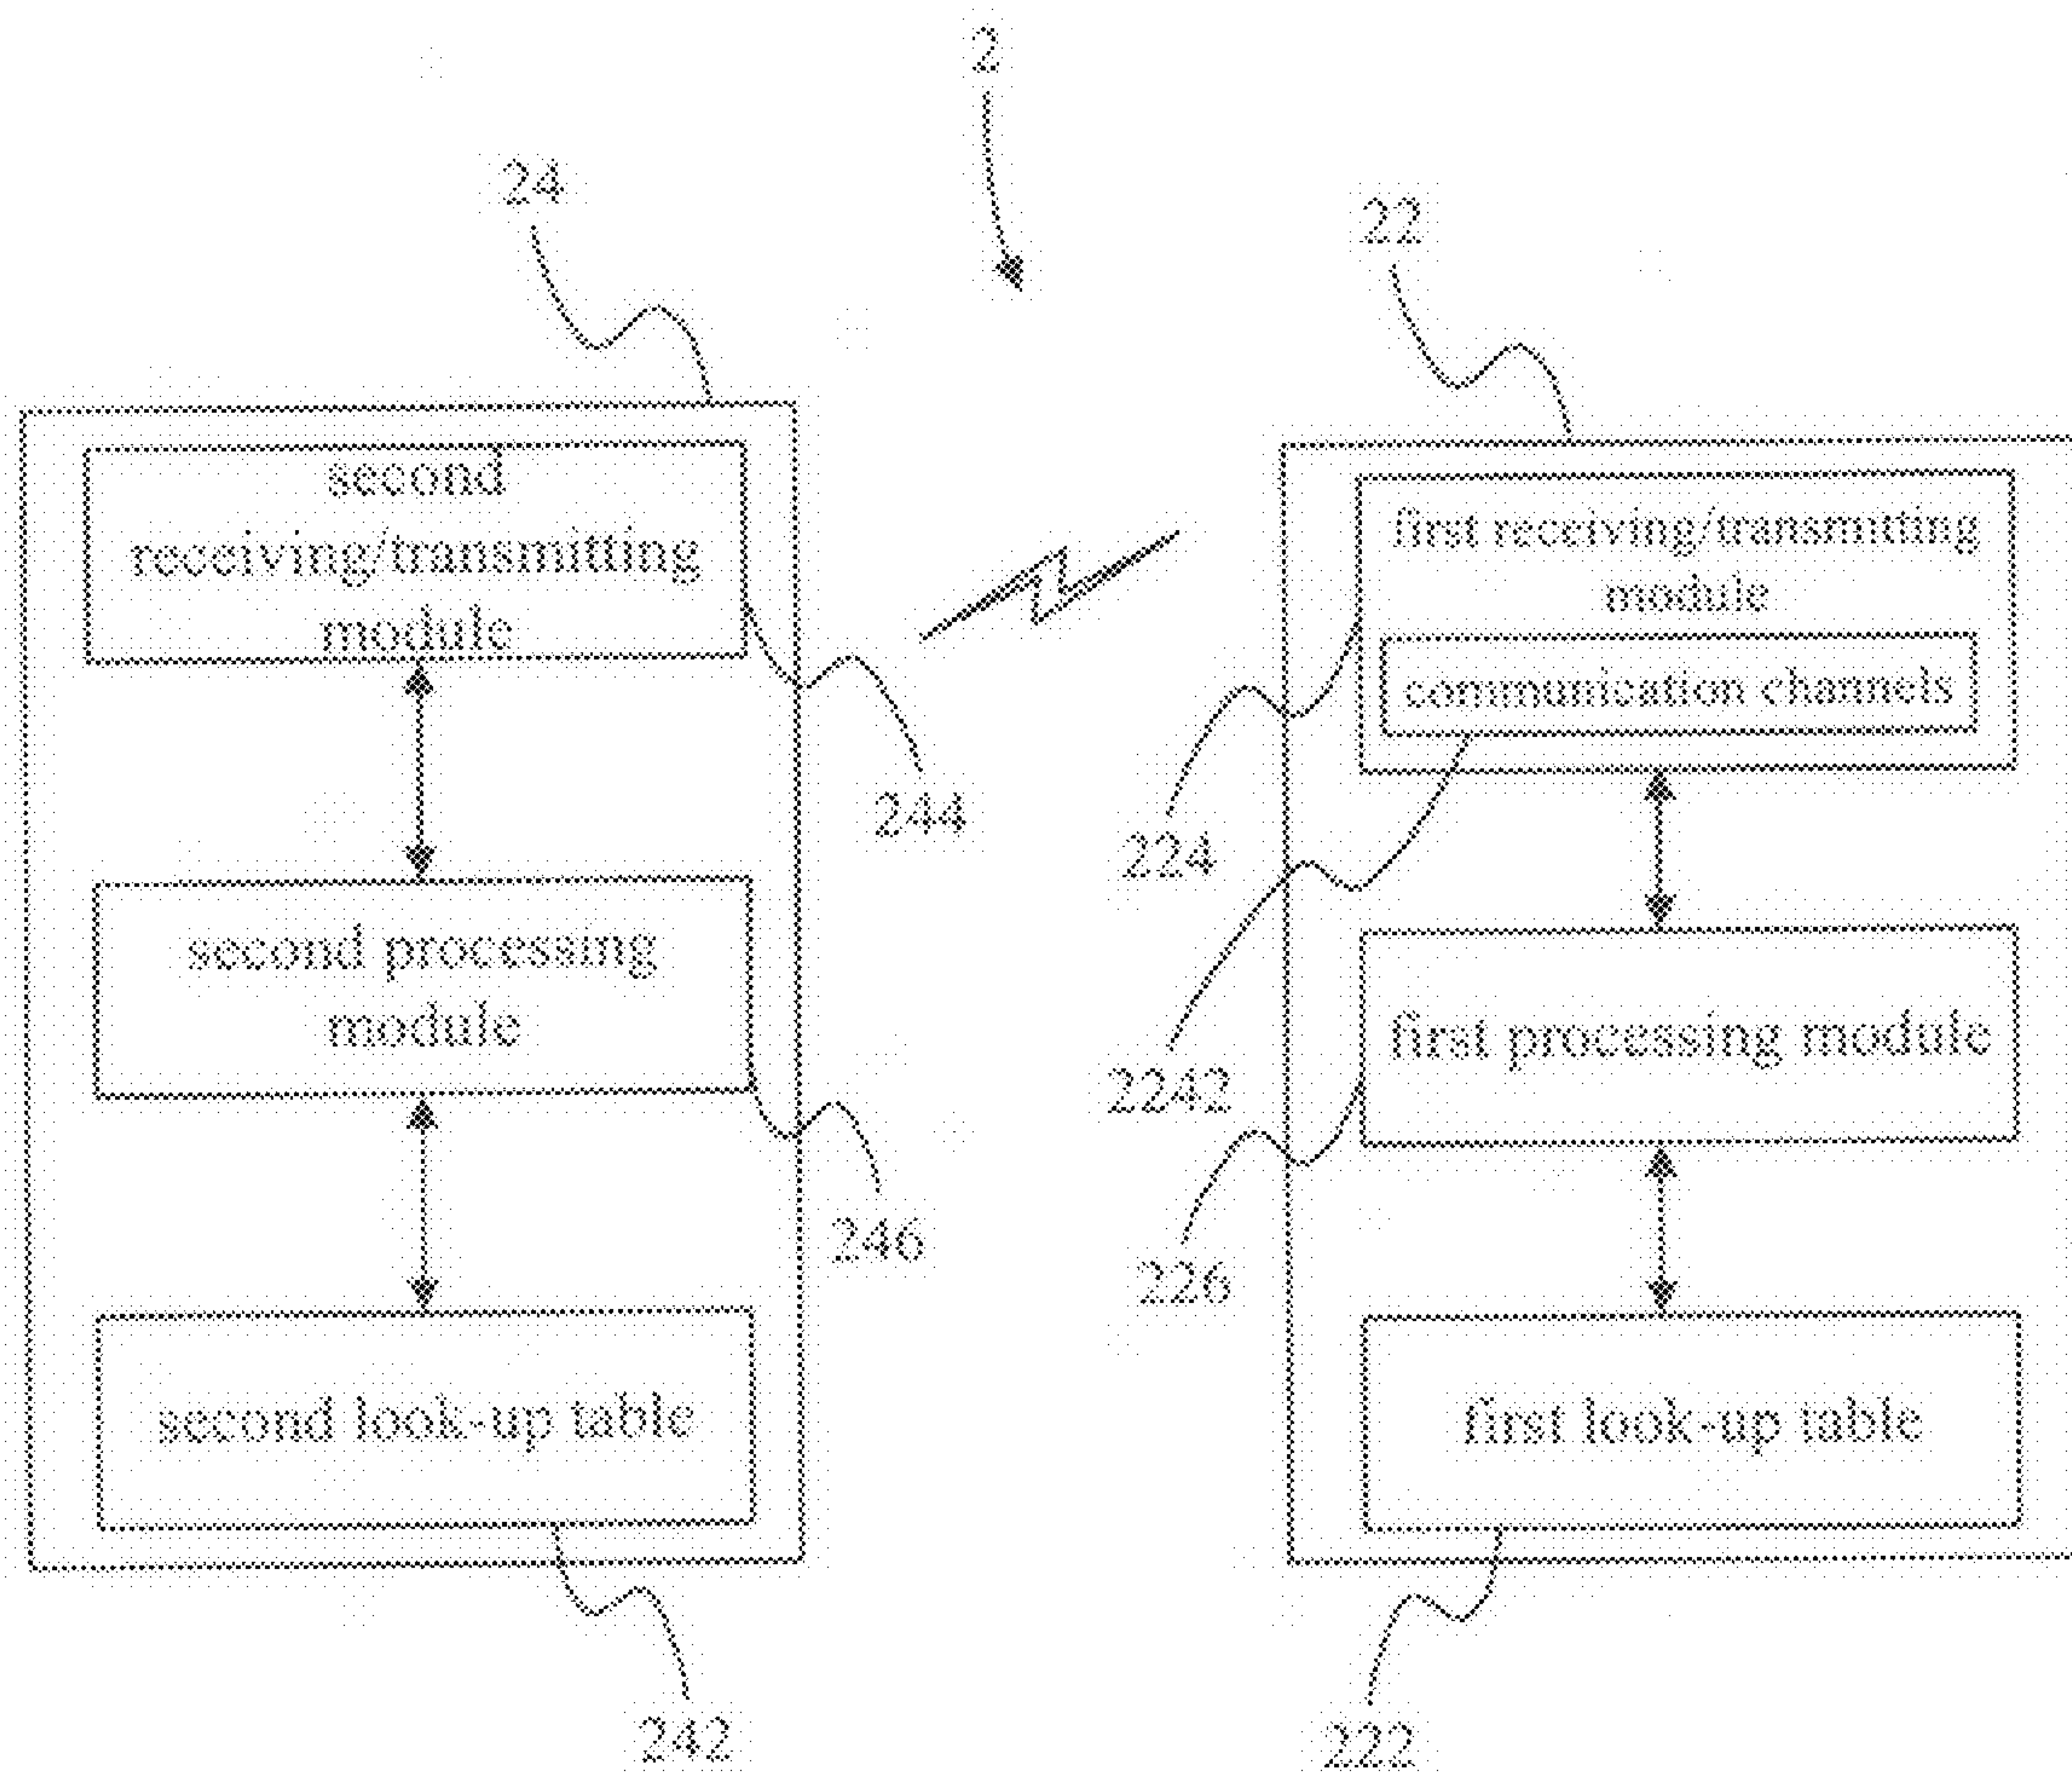 2
24
22
second
receiving/transmitting
module
244
second processing
module
246
second look-up table
242
first receiving/transmitting
module
communication channels
224
2242
first processing module
226
first look-up table
222